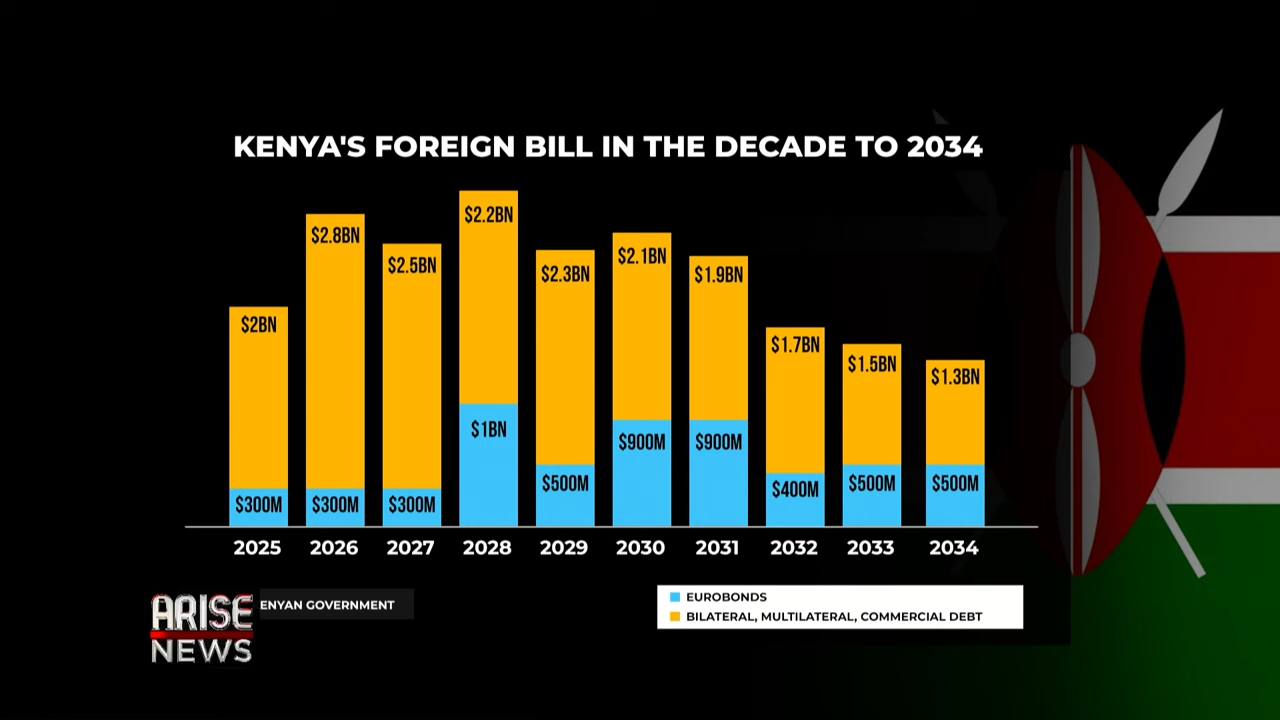 KENYA'S FOREIGN BILL IN THE DECADE TO 2034
$2BN
$2.8BN
$2.5BN
$2.2BN
$2.3BN
$2.1BN
$1.9BN
$1.7BN
$1.5BN
$1.3BN
$300M
$300M
$300M
$1BN
$500M
$900M
$900M
$400M
$500M
$500M
2025 2026 2027 2028 2029 2030 2031 2032 2033 2034
ARISE
NEWS
ENYAN GOVERNMENT
EUROBONDS
BILATERAL, MULTILATERAL, COMMERCIAL DEBT